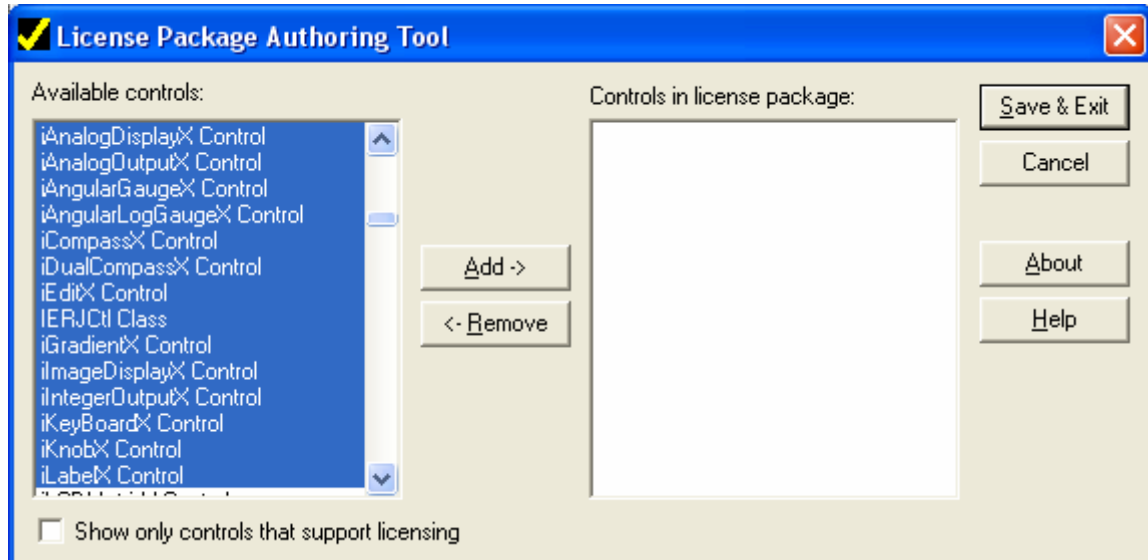 License Package Authoring Tool
Available controls:
iAnalogDisplayX Control
iAnalogOutputX Control
iAngularGaugeX Control
iAngularLogGaugeX Control
iCompassX Control
iDualCompassX Control
iEditX Control
IERJCtl Class
iGradientX Control
iImageDisplayX Control
iIntegerOutputX Control
iKeyBoardX Control
iKnobX Control
iLabelX Control
Add ->
<- Remove
Controls in license package:
Save & Exit
Cancel
About
Help
Show only controls that support licensing